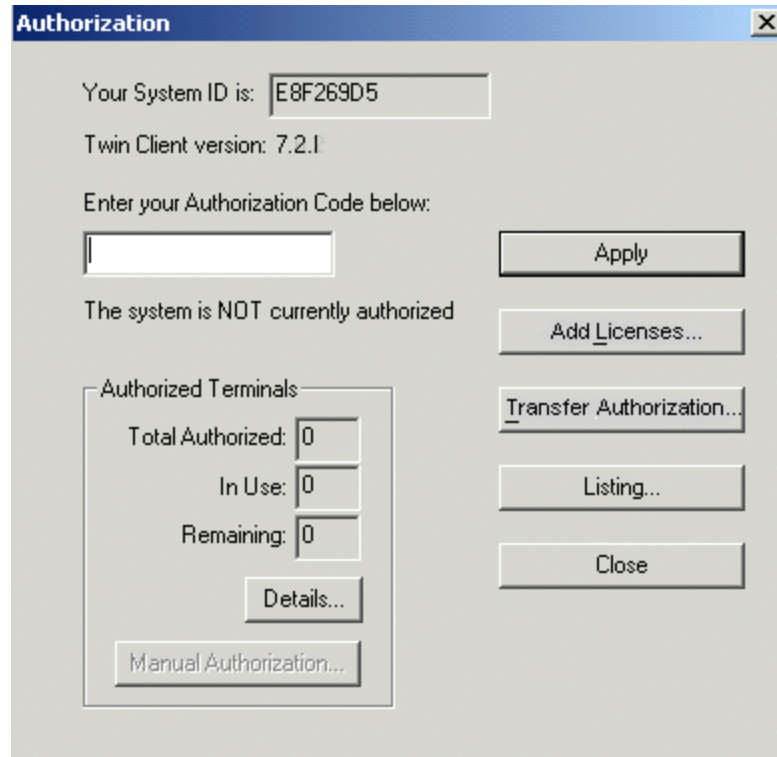 Authorization
Your System ID is: E8F269D5
Twin Client version: 7.2.
Enter your Authorization Code below:
Apply
The system is NOT currently authorized
Add Licenses...
Authorized Terminals
Transfer Authorization...
Total Authorized: 0
In Use: 0
Listing...
Remaining: 0
Close
Details...
Manual Authorization...